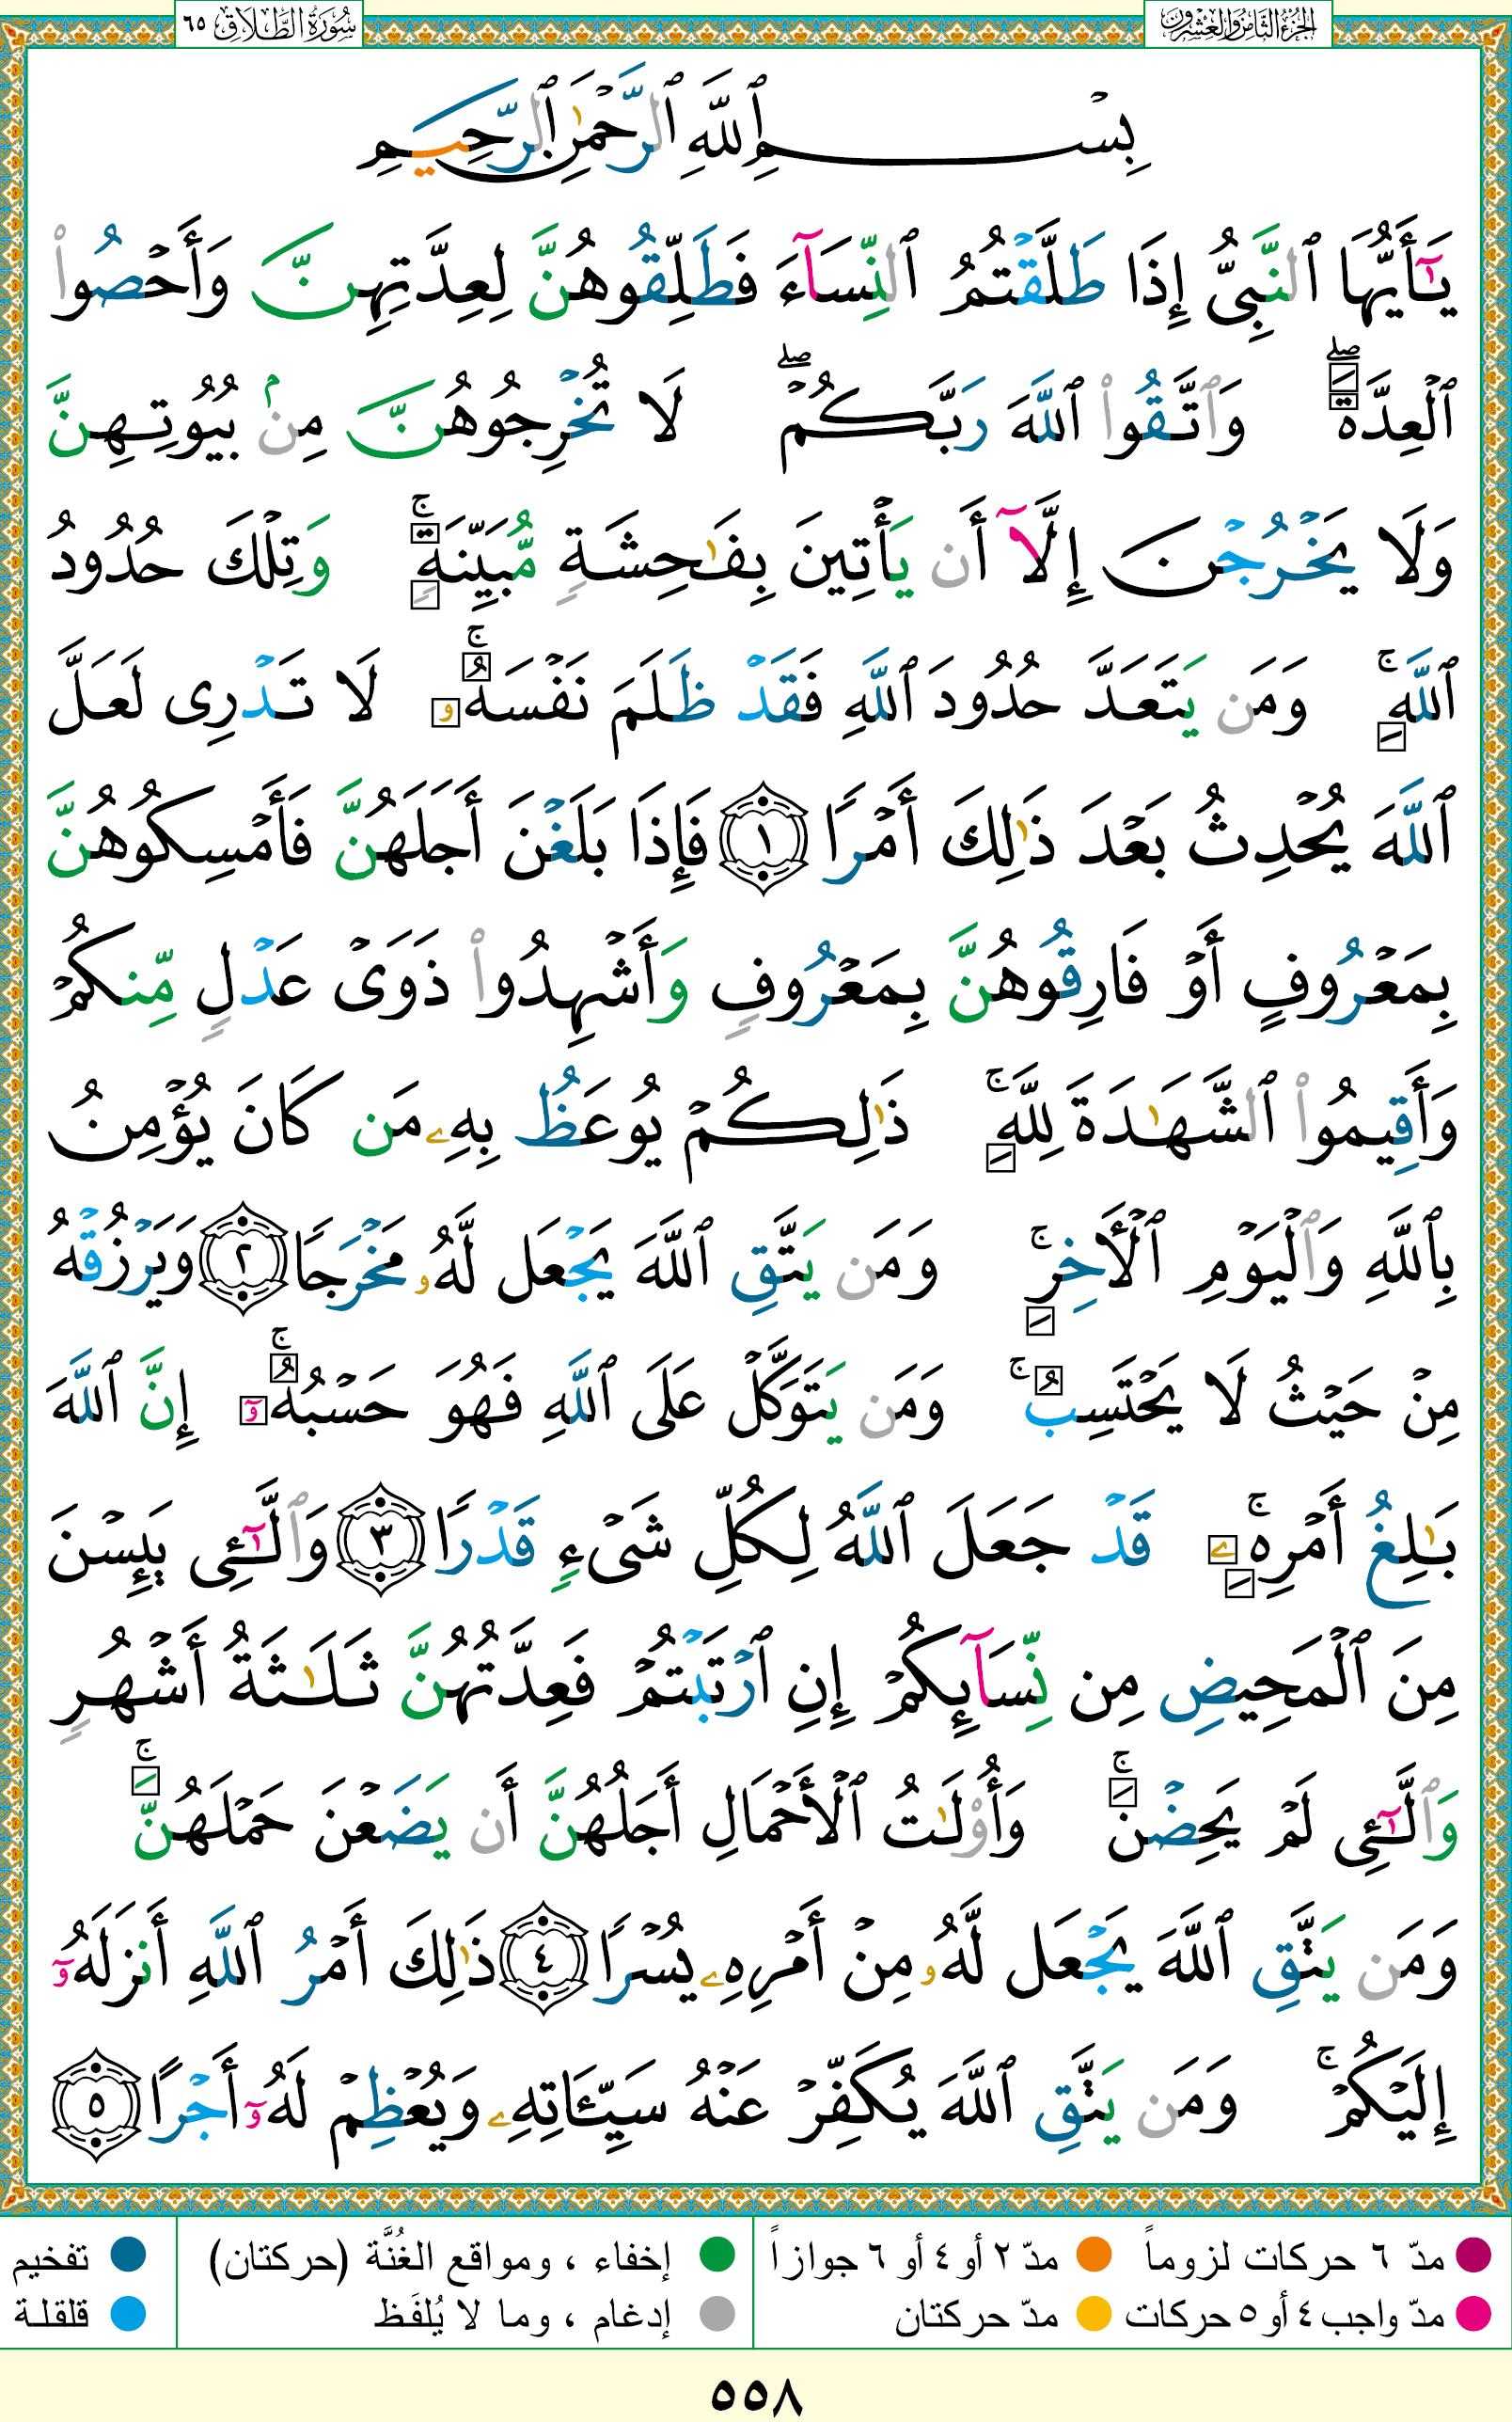 الجزء الثامن والعشرون
سورة الطلاق ٦٥
بِسْمِ ٱللَّهِ ٱلرَّحْمَٰنِ ٱلرَّحِيمِ
يَٰٓأَيُّهَا ٱلنَّبِىُّ إِذَا طَلَّقْتُمُ ٱلنِّسَآءَ فَطَلِّقُوهُنَّ لِعِدَّتِهِنَّ وَأَحْصُوا۟
ٱلْعِدَّةَ ۖ وَٱتَّقُوا۟ ٱللَّهَ رَبَّكُمْ ۖ لَا تُخْرِجُوهُنَّ مِنۢ بُيُوتِهِنَّ
وَلَا يَخْرُجْنَ إِلَّآ أَن يَأْتِينَ بِفَٰحِشَةٍ مُّبَيِّنَةٍ ۚ وَتِلْكَ حُدُودُ
ٱللَّهِ ۚ وَمَن يَتَعَدَّ حُدُودَ ٱللَّهِ فَقَدْ ظَلَمَ نَفْسَهُۥ ۚ لَا تَدْرِى لَعَلَّ
ٱللَّهَ يُحْدِثُ بَعْدَ ذَٰلِكَ أَمْرًا ١ فَإِذَا بَلَغْنَ أَجَلَهُنَّ فَأَمْسِكُوهُنَّ
بِمَعْرُوفٍ أَوْ فَارِقُوهُنَّ بِمَعْرُوفٍ وَأَشْهِدُوا۟ ذَوَىْ عَدْلٍ مِّنكُمْ
وَأَقِيمُوا۟ ٱلشَّهَٰدَةَ لِلَّهِ ۚ ذَٰلِكُمْ يُوعَظُ بِهِۦ مَن كَانَ يُؤْمِنُ
بِٱللَّهِ وَٱلْيَوْمِ ٱلْأَخِرِ ۚ وَمَن يَتَّقِ ٱللَّهَ يَجْعَل لَّهُۥ مَخْرَجًا ٢ وَيَرْزُقْهُ
مِنْ حَيْثُ لَا يَحْتَسِبُ ۚ وَمَن يَتَوَكَّلْ عَلَى ٱللَّهِ فَهُوَ حَسْبُهُۥٓ ۚ إِنَّ ٱللَّهَ
بَٰلِغُ أَمْرِهِۦ ۚ قَدْ جَعَلَ ٱللَّهُ لِكُلِّ شَىْءٍ قَدْرًا ٣ وَٱلَّٰٓـِٔى يَئِسْنَ
مِنَ ٱلْمَحِيضِ مِن نِّسَآئِكُمْ إِنِ ٱرْتَبْتُمْ فَعِدَّتُهُنَّ ثَلَٰثَةُ أَشْهُرٍ
وَٱلَّٰٓـِٔى لَمْ يَحِضْنَ ۚ وَأُو۟لَٰتُ ٱلْأَحْمَالِ أَجَلُهُنَّ أَن يَضَعْنَ حَمْلَهُنَّ ۚ
وَمَن يَتَّقِ ٱللَّهَ يَجْعَل لَّهُۥ مِنْ أَمْرِهِۦ يُسْرًا ٤ ذَٰلِكَ أَمْرُ ٱللَّهِ أَنزَلَهُۥٓ
إِلَيْكُمْ ۚ وَمَن يَتَّقِ ٱللَّهَ يُكَفِّرْ عَنْهُ سَيِّـَٔاتِهِۦ وَيُعْظِمْ لَهُۥٓ أَجْرًا ٥
مدّ ٦ حركات لزوماً مدّ ٢ أو ٤ أو ٦ جوازاً إخفاء ، ومواقع الغُنَّة (حركتان) تفخيم
مدّ واجب ٤ أو ٥ حركات مدّ حركتان إدغام ، وما لا يُلفَظ قلقلة
٥٥٨